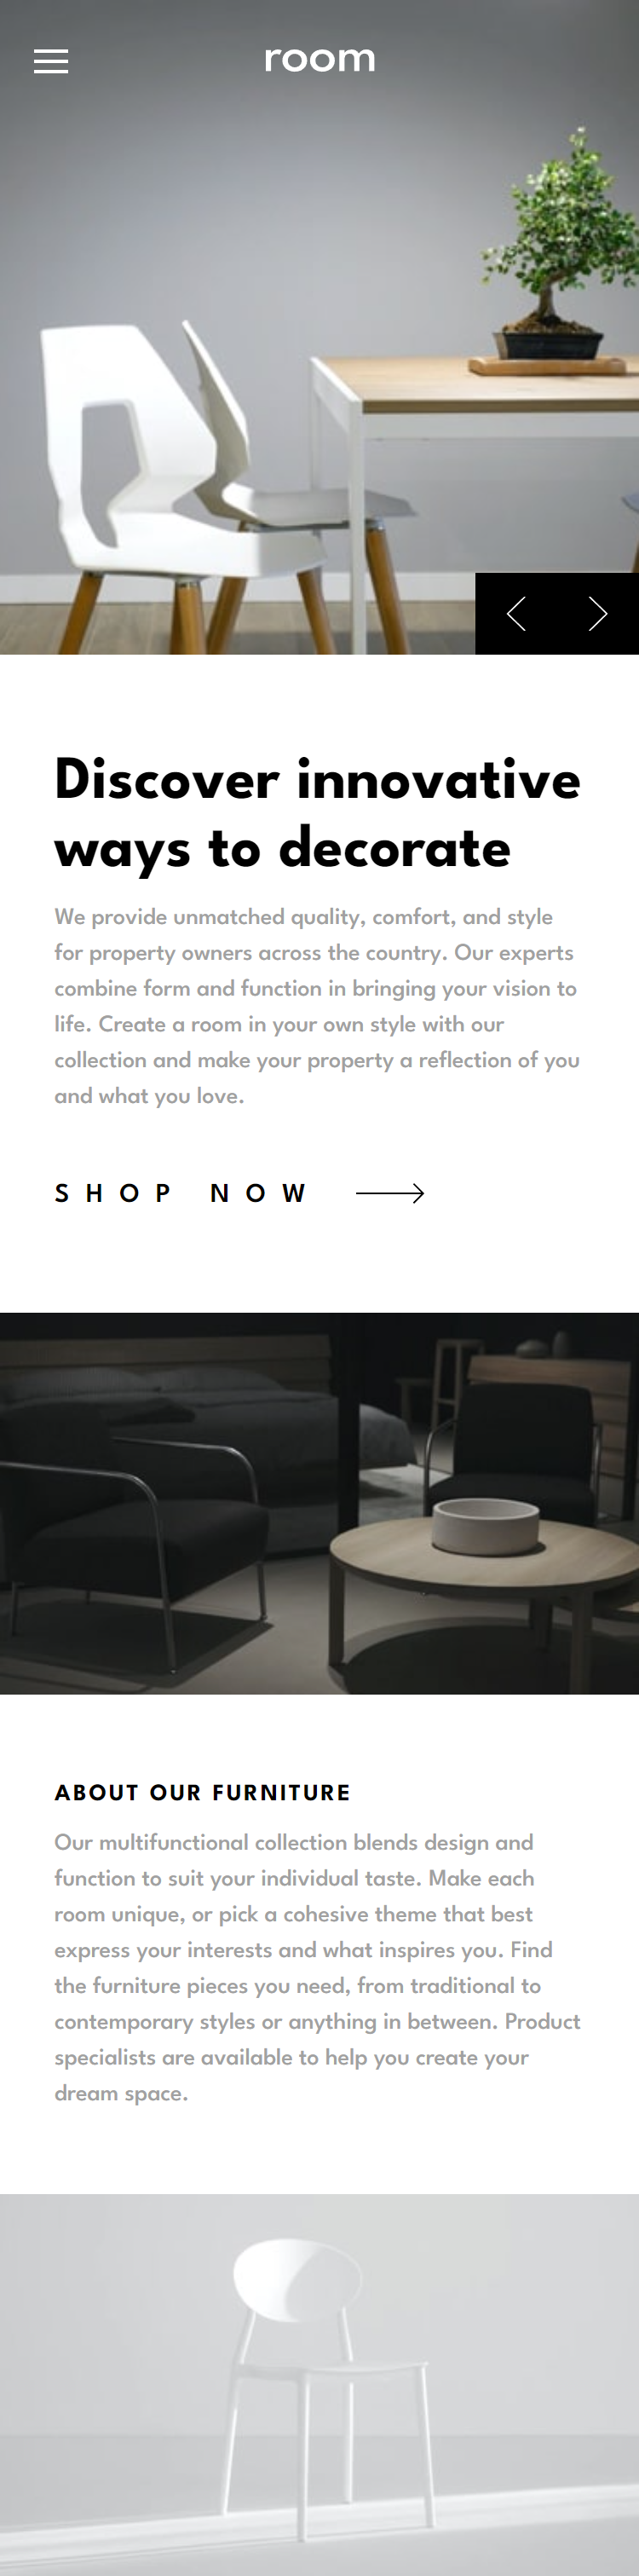 room
Discover innovative
ways to decorate
We provide unmatched quality, comfort, and style
for property owners across the country. Our experts
combine form and function in bringing your vision to
life. Create a room in your own style with our
collection and make your property a reflection of you
and what you love.
SHOP NOW
ABOUT OUR FURNITURE
Our multifunctional collection blends design and
function to suit your individual taste. Make each
room unique, or pick a cohesive theme that best
express your interests and what inspires you. Find
the furniture pieces you need, from traditional to
contemporary styles or anything in between. Product
specialists are available to help you create your
dream space.